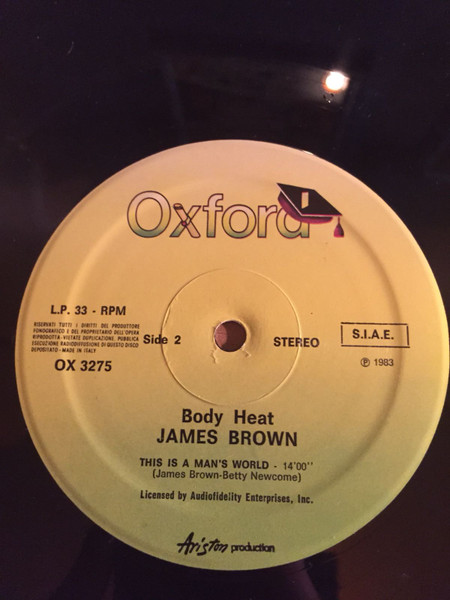 Oxford
L.P. 33 - RPM
RISERVATI TUTTI I DIRITTI DEL PRODUTTORE
FONOGRAFICO E DEL PROPRIETARIO DELL'OPERA
RIPRODOTTA-VIETATE DUPLICAZIONE, PUBBLICA
ESECUZIONE RADIODIFFUSIONI DI QUESTO DISCO
DEPOSITATO-MADE IN ITALY
OX 3275
Side 2
STEREO
S.I.A.E.
℗ 1983
Body Heat
JAMES BROWN
THIS IS A MAN'S WORLD - 14'00''
(James Brown-Betty Newcome)
Licensed by Audiofidelity Enterprises, Inc.
Ariston production